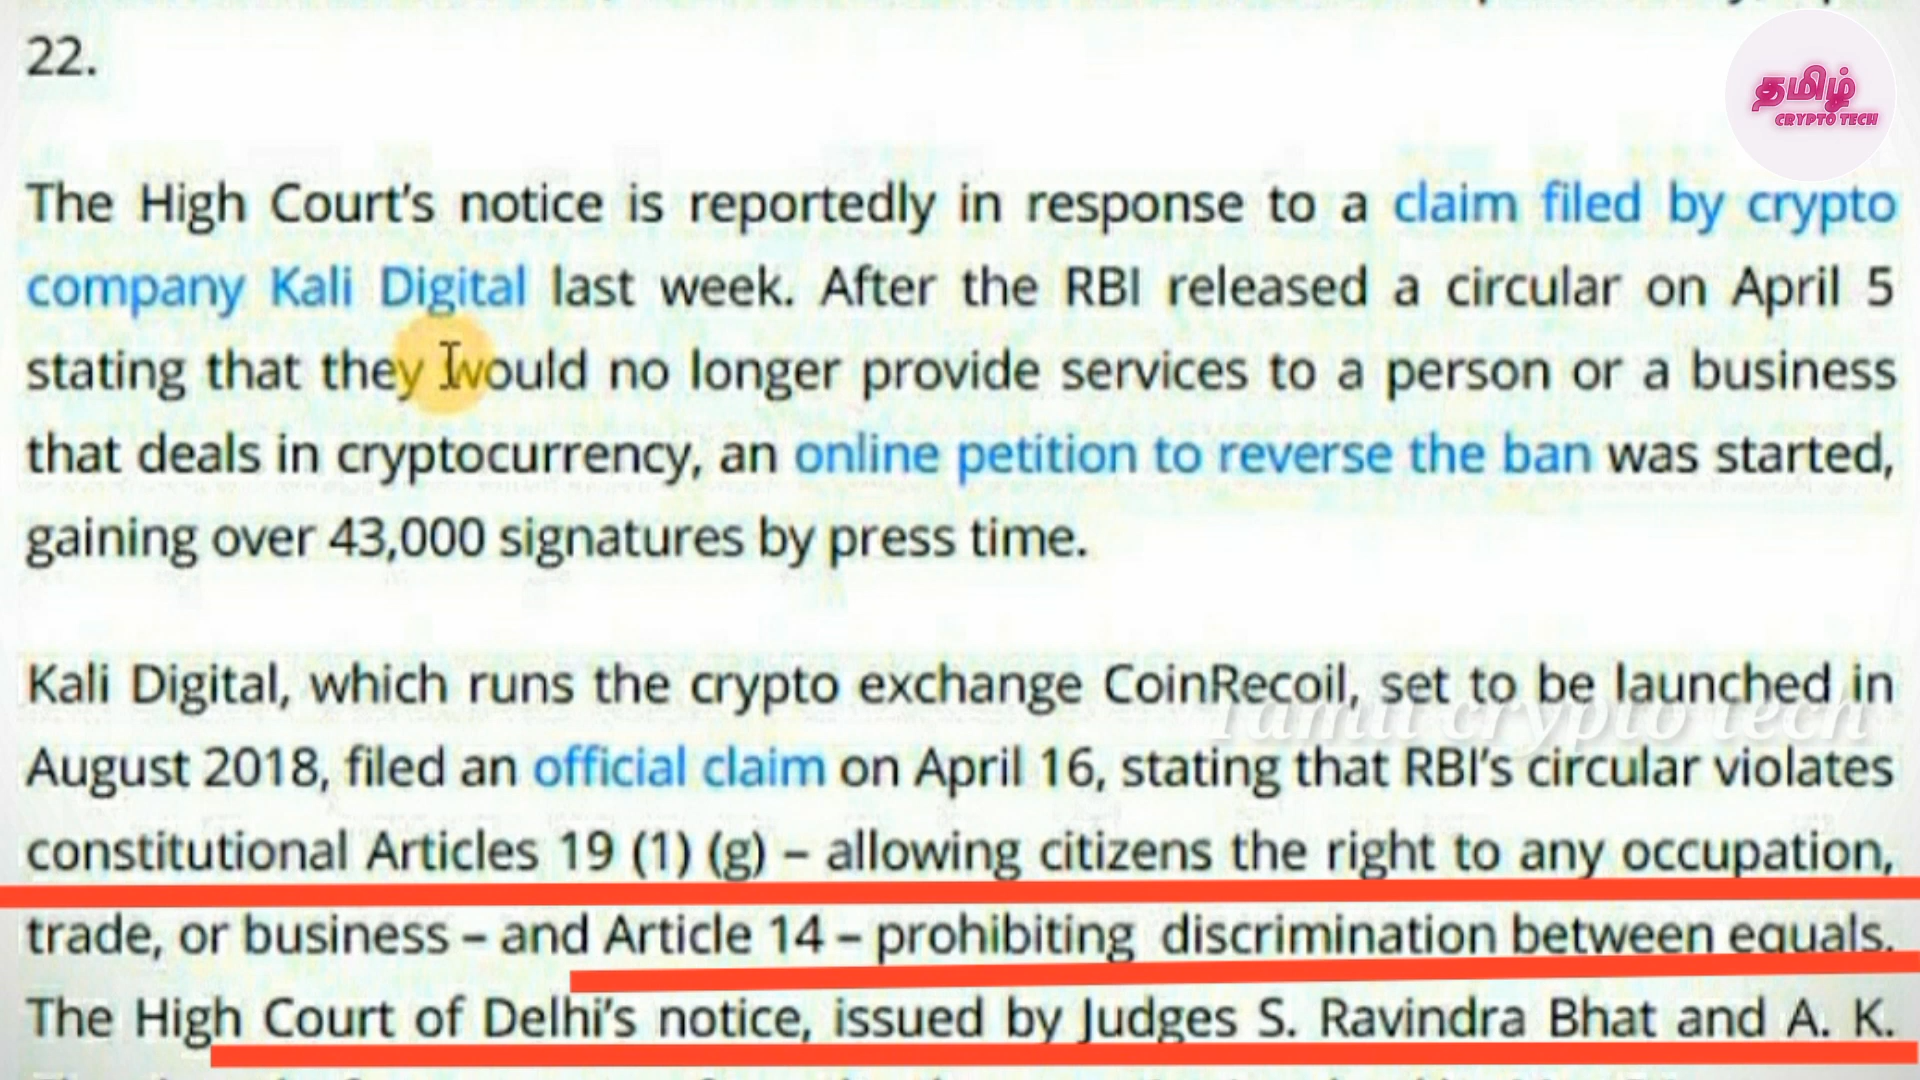 22.
தமிழ்
CRYPTO TECH
The High Court's notice is reportedly in response to a claim filed by crypto
company Kali Digital last week. After the RBI released a circular on April 5
stating that they would no longer provide services to a person or a business
that deals in cryptocurrency, an online petition to reverse the ban was started,
gaining over 43,000 signatures by press time.
Kali Digital, which runs the crypto exchange CoinRecoil, set to be launched in
Tamil crypto tech
August 2018, filed an official claim on April 16, stating that RBI's circular violates
constitutional Articles 19 (1) (g) – allowing citizens the right to any occupation,
trade, or business – and Article 14 – prohibiting discrimination between equals.
The High Court of Delhi's notice, issued by Judges S. Ravindra Bhat and A. K.